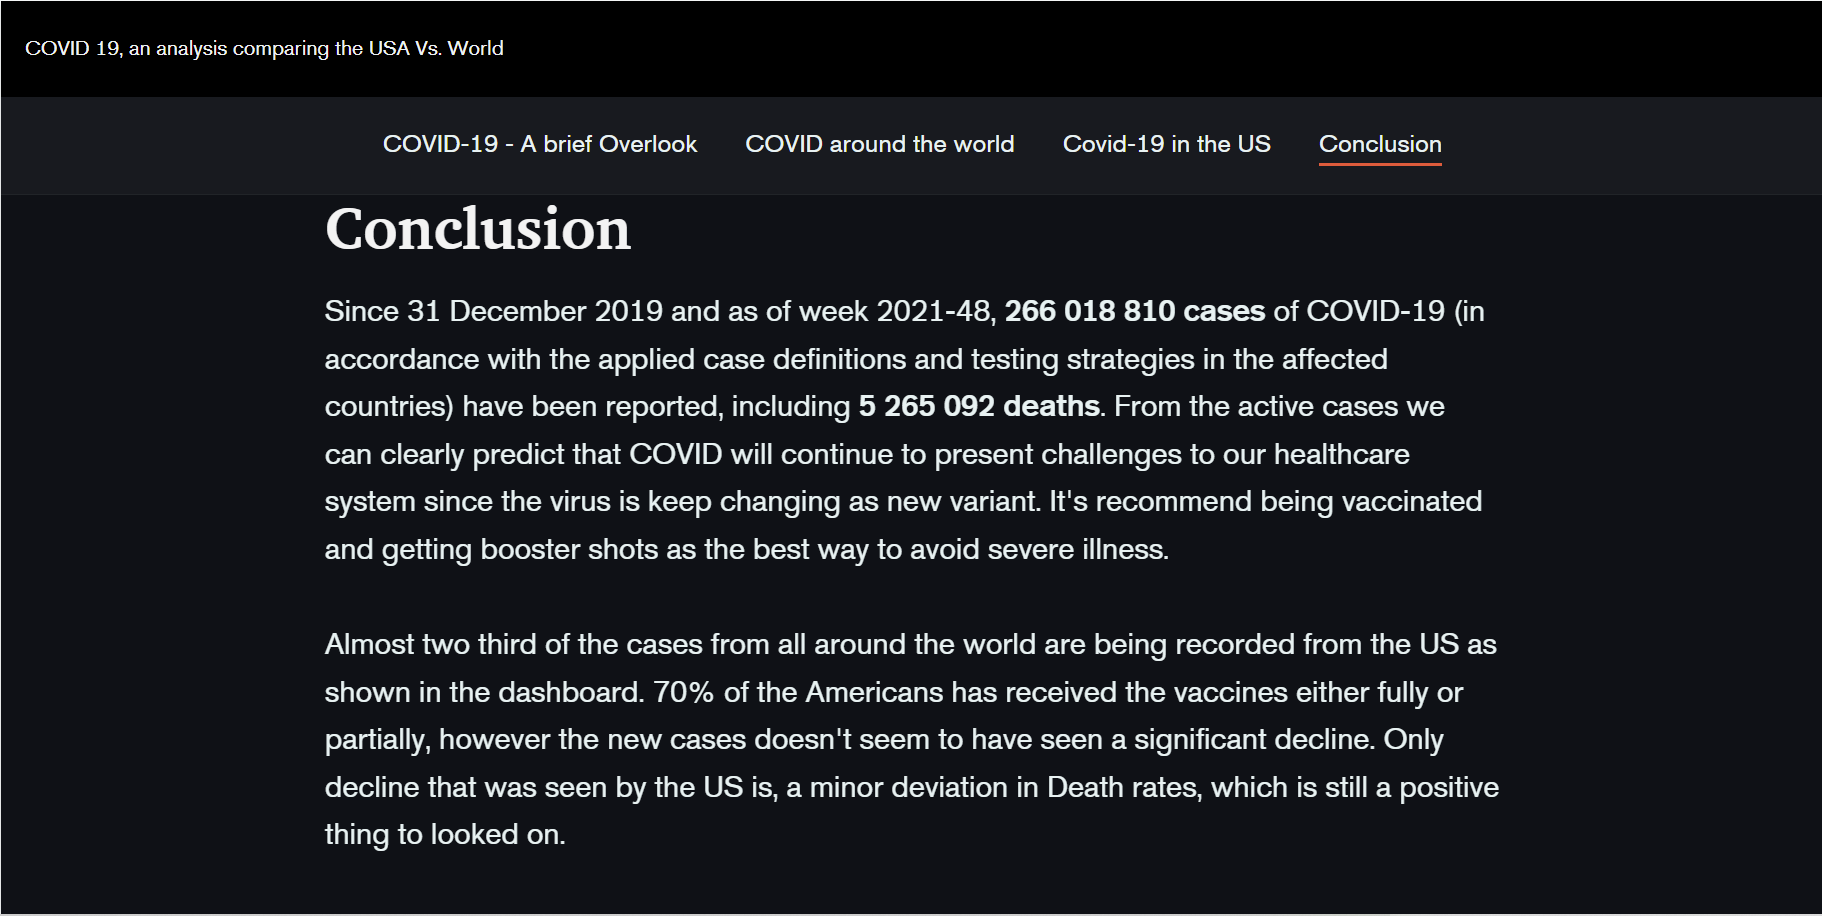 COVID 19, an analysis comparing the USA Vs. World
COVID-19 - A brief Overlook COVID around the world Covid-19 in the US Conclusion
Conclusion
Since 31 December 2019 and as of week 2021-48, 266 018 810 cases of COVID-19 (in
accordance with the applied case definitions and testing strategies in the affected
countries) have been reported, including 5 265 092 deaths. From the active cases we
can clearly predict that COVID will continue to present challenges to our healthcare
system since the virus is keep changing as new variant. It's recommend being vaccinated
and getting booster shots as the best way to avoid severe illness.
Almost two third of the cases from all around the world are being recorded from the US as
shown in the dashboard. 70% of the Americans has received the vaccines either fully or
partially, however the new cases doesn't seem to have seen a significant decline. Only
decline that was seen by the US is, a minor deviation in Death rates, which is still a positive
thing to looked on.